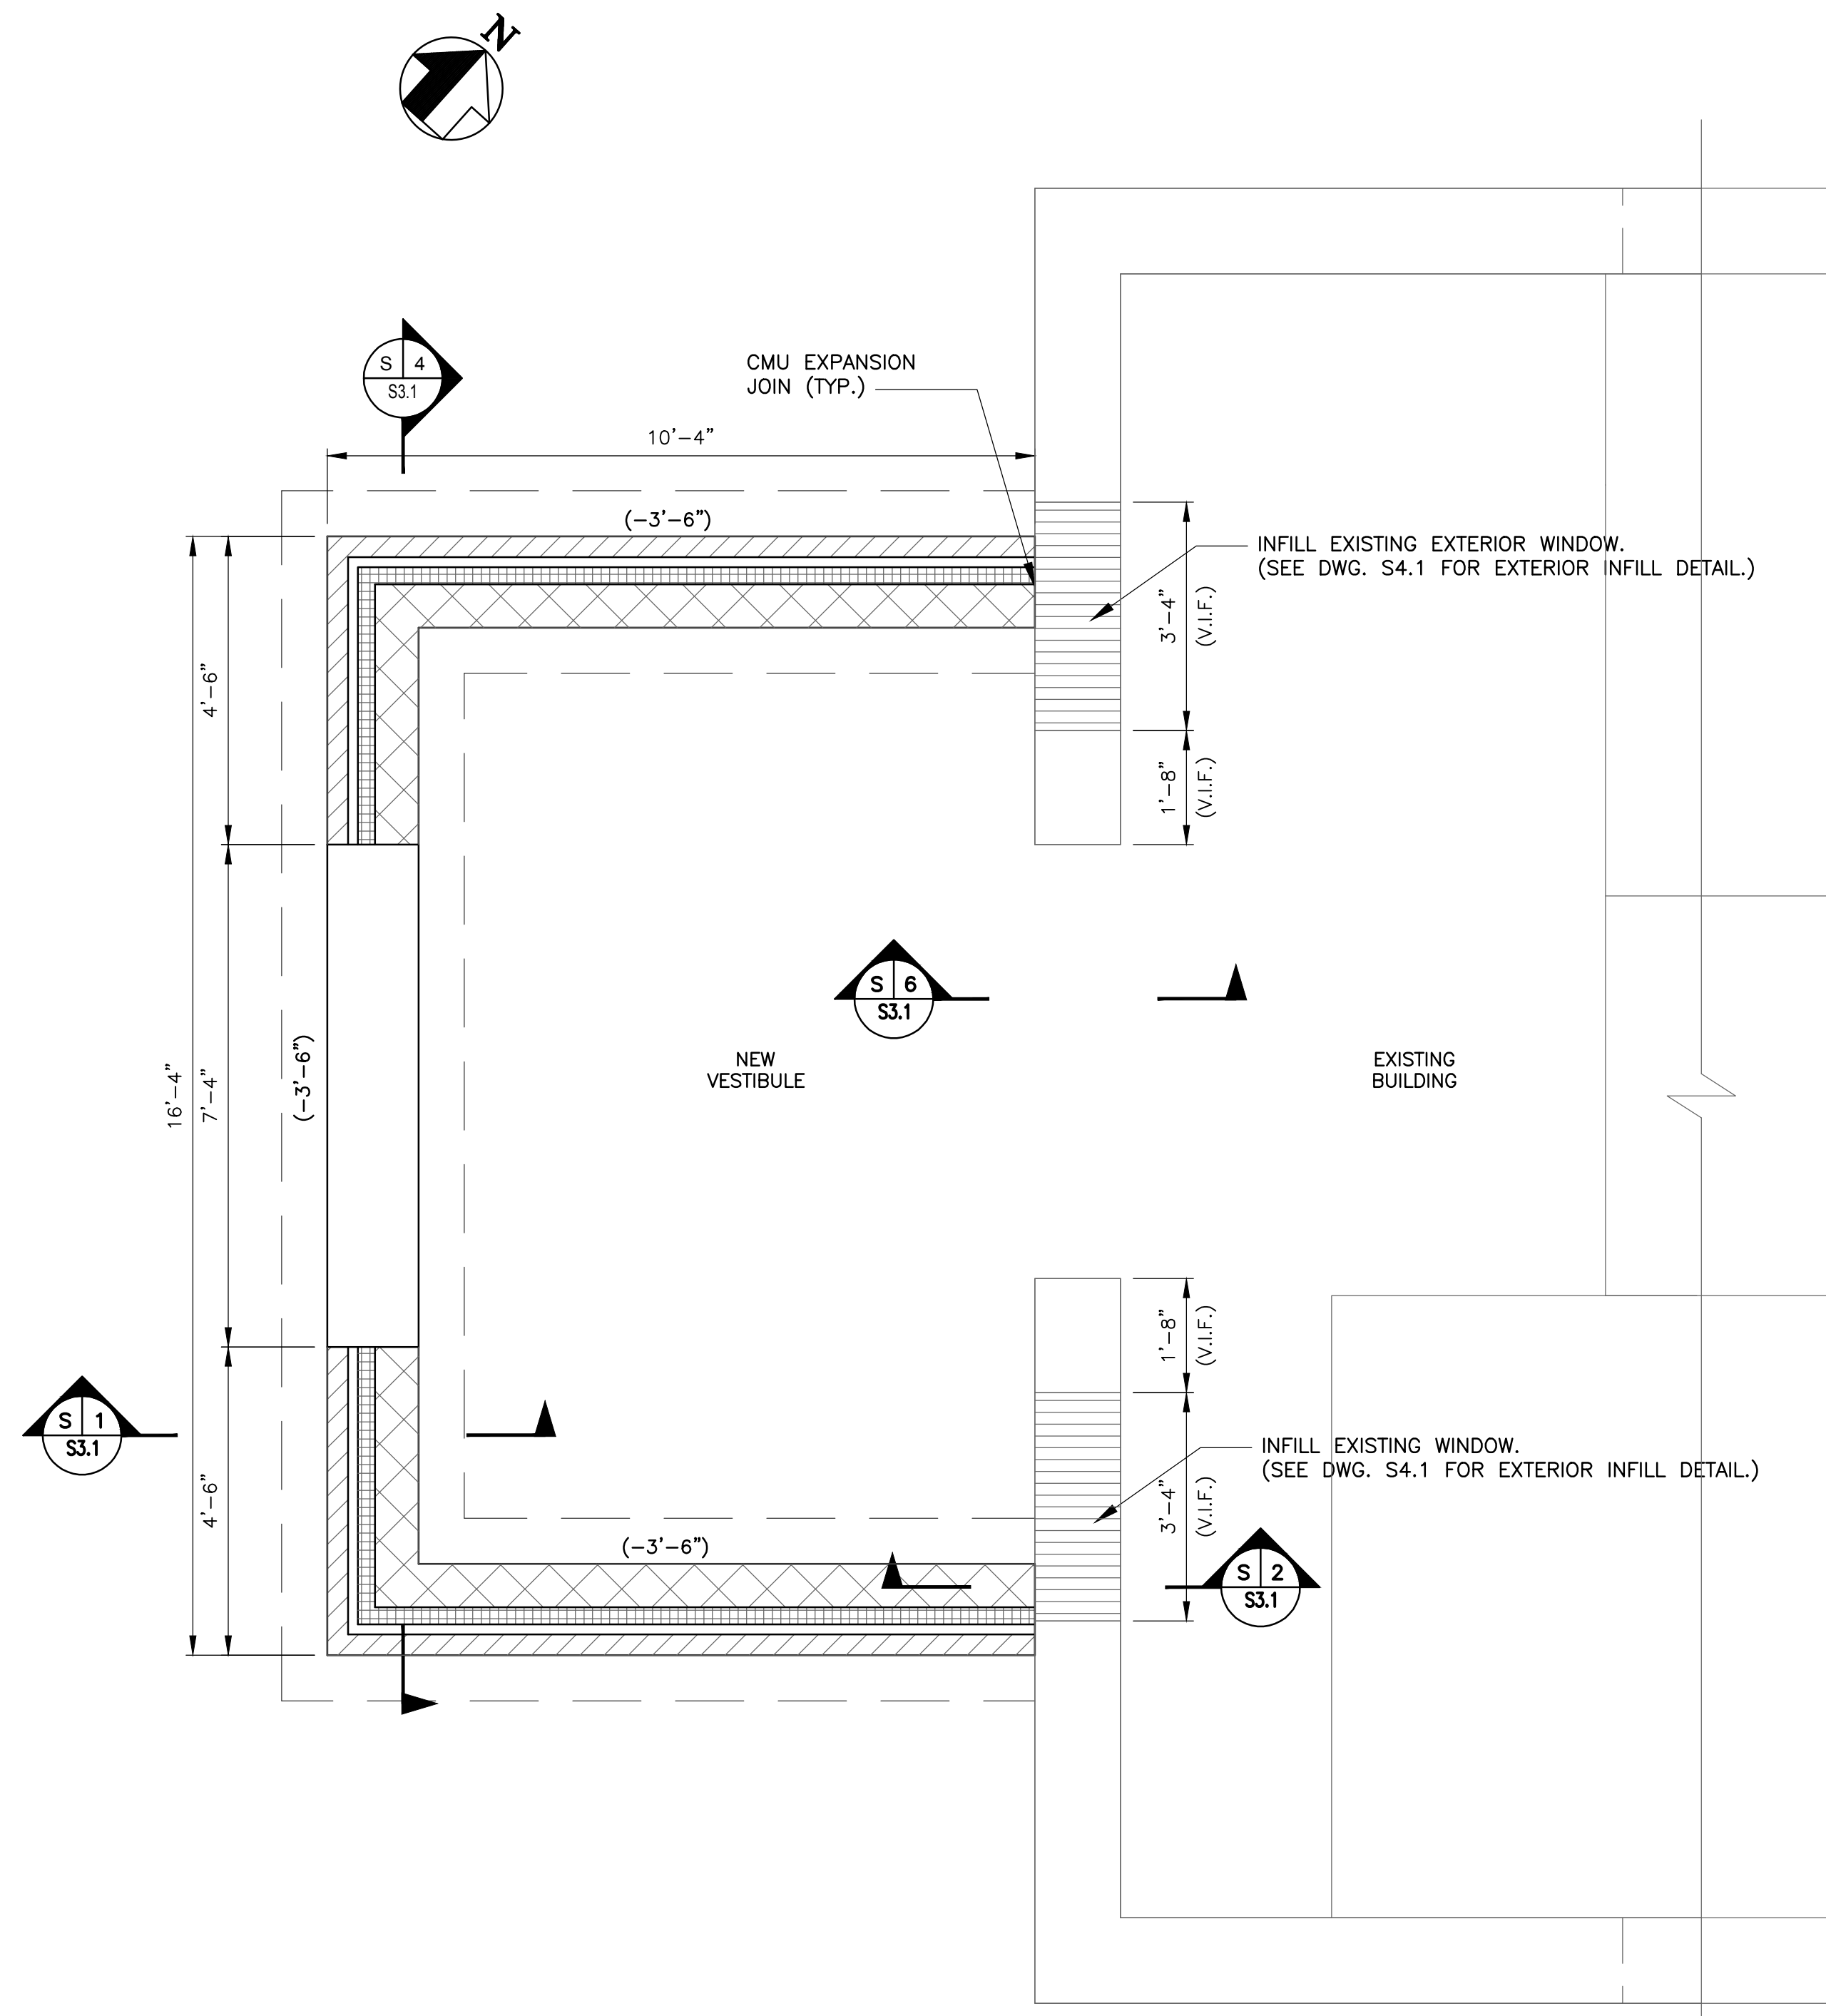 N
S 4
S3.1
CMU EXPANSION
JOIN (TYP.)
10'-4"
(-3'-6")
INFILL EXISTING EXTERIOR WINDOW.
(SEE DWG. S4.1 FOR EXTERIOR INFILL DETAIL.)
3'-4"
(V.I.F.)
4'-6"
1'-8"
(V.I.F.)
S 6
S3.1
NEW
VESTIBULE
EXISTING
BUILDING
16'-4"
7'-4"
(-3'-6")
1'-8"
(V.I.F.)
S 1
S3.1
INFILL EXISTING WINDOW.
(SEE DWG. S4.1 FOR EXTERIOR INFILL DETAIL.)
4'-6"
3'-4"
(V.I.F.)
(-3'-6")
S 2
S3.1